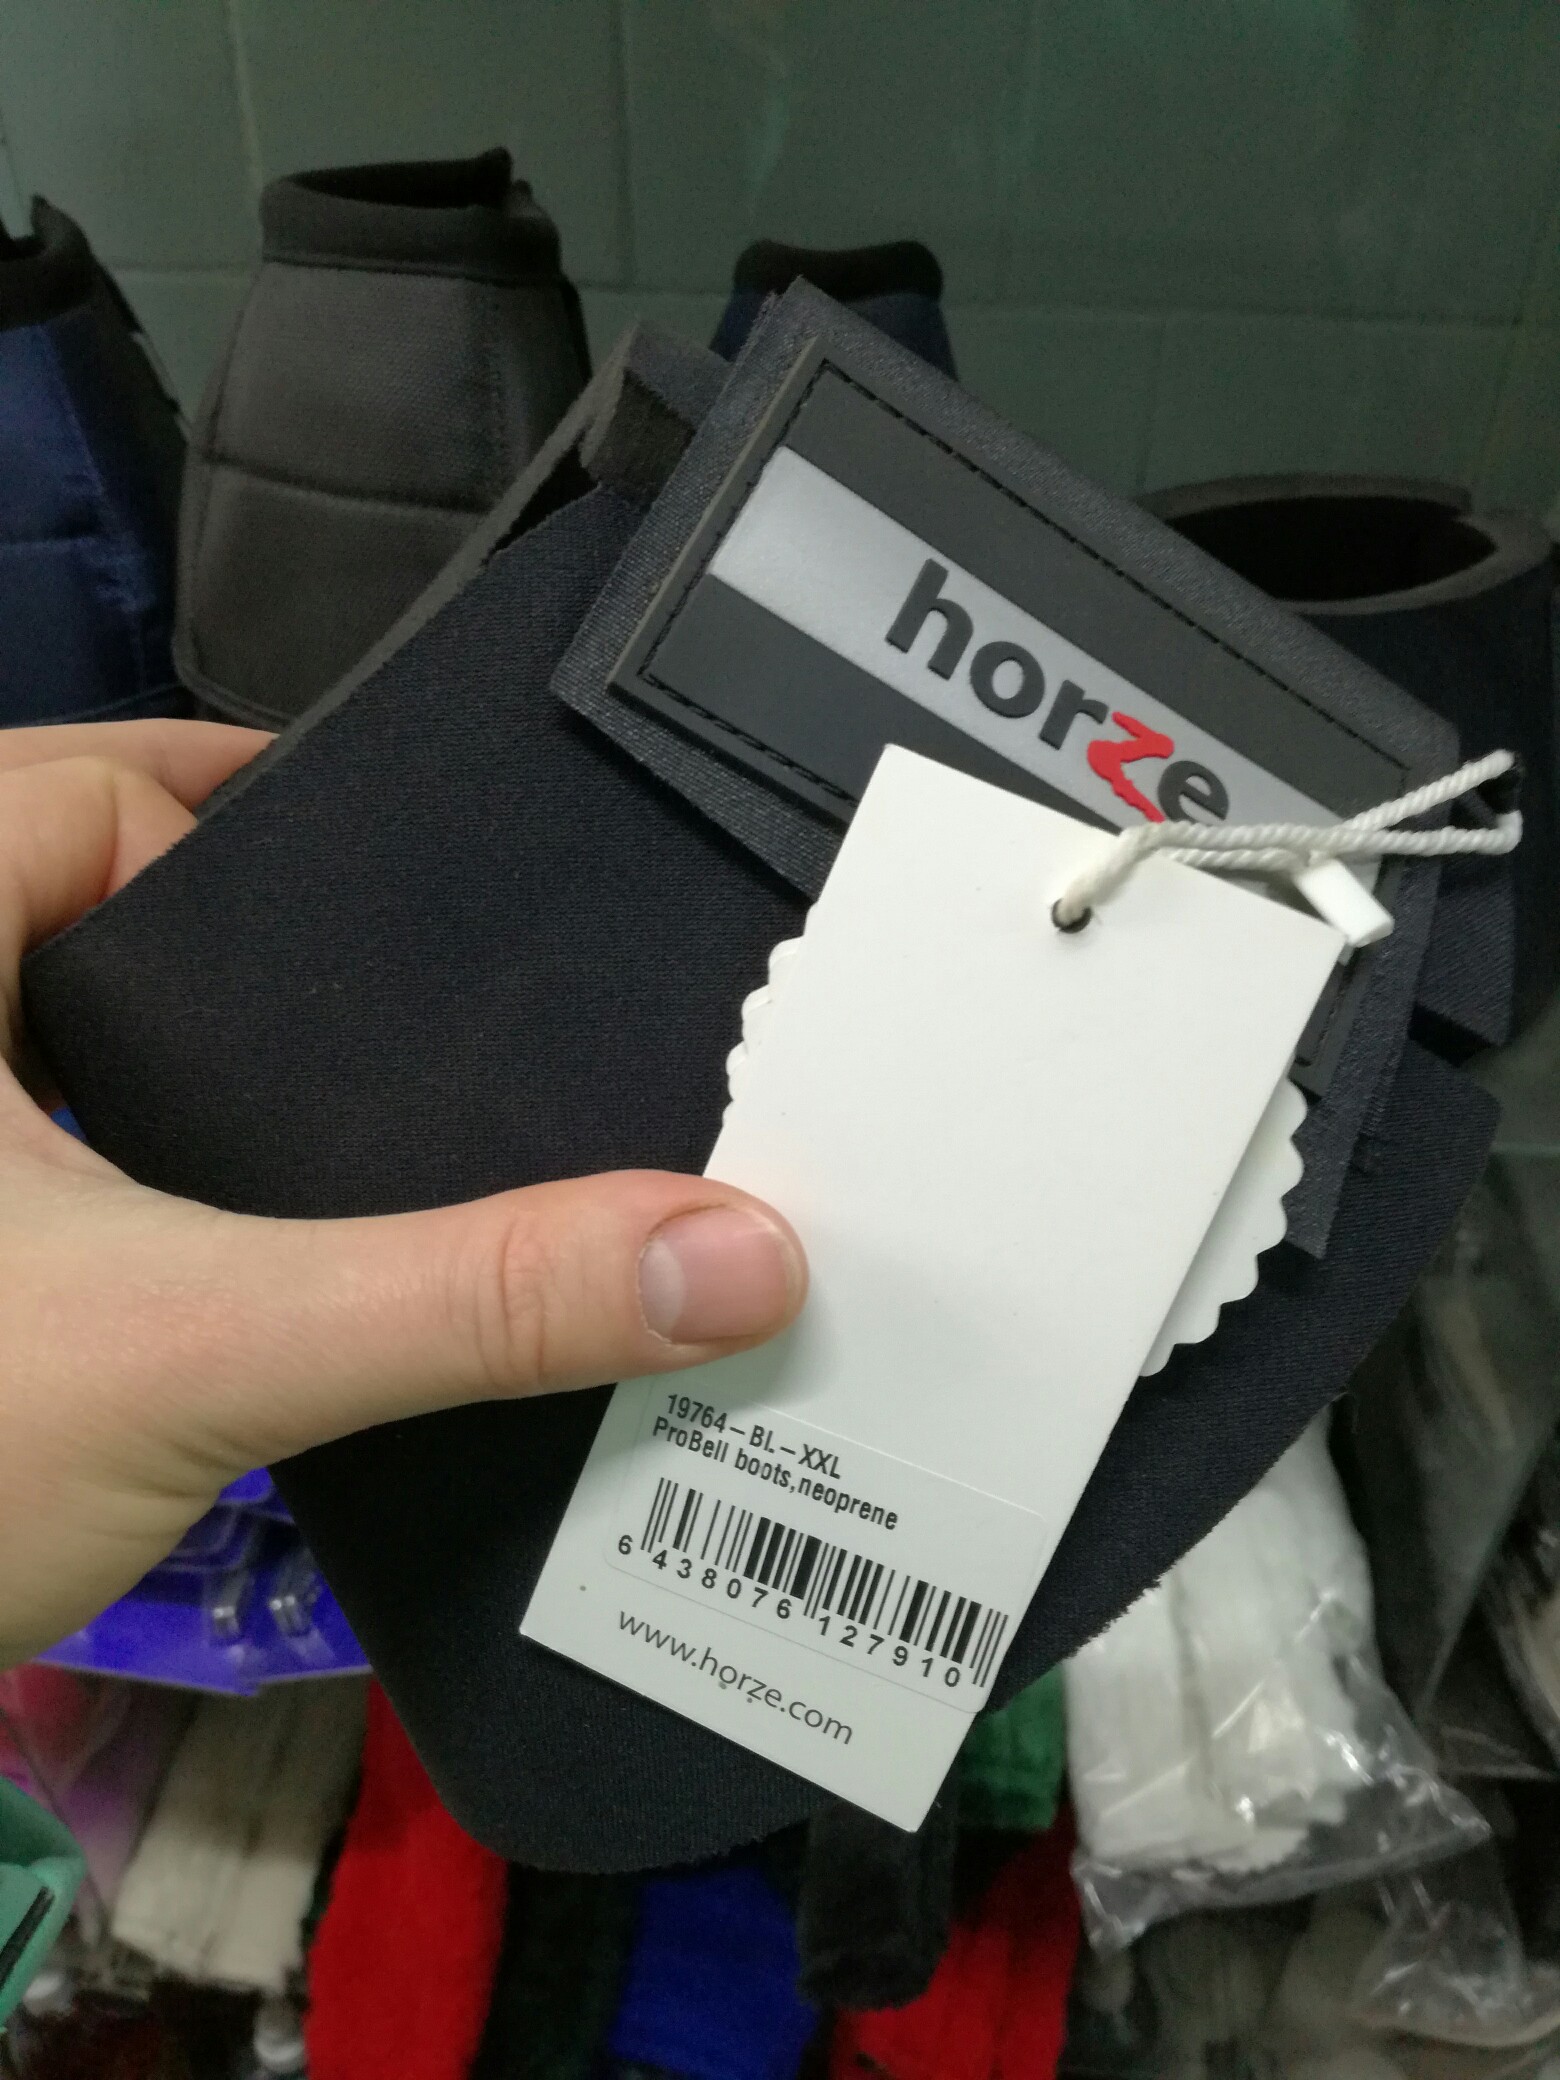 horze
19764-BL-XXL
ProBell boots,neoprene
6 438076 127910
www.horze.com